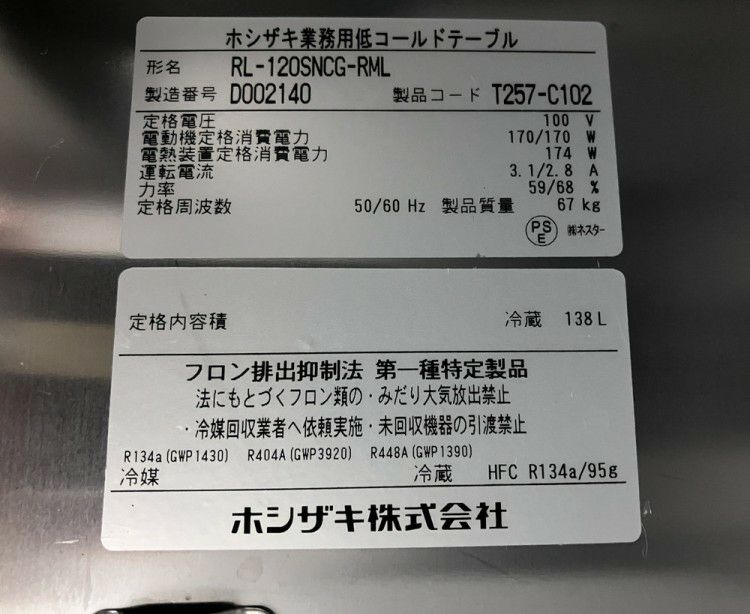 ホシザキ業務用低コールドテーブル
形名 RL-120SNCG-RML
製造番号 D002140 製品コード T257-C102
定格電圧 100 V
電動機定格消費電力 170/170 W
電熱装置定格消費電力 174 W
運転電流 3.1/2.8 A
力率 59/68 %
定格周波数 50/60 Hz 製品質量 67 kg
PSE ㈱ネスター
定格内容積 冷蔵 138L
フロン排出抑制法 第一種特定製品
法にもとづくフロン類の・みだり大気放出禁止
・冷媒回収業者へ依頼実施・未回収機器の引渡禁止
R134a(GWP1430) R404A(GWP3920) R448A(GWP1390)
冷媒 冷蔵 HFC R134a/95g
ホシザキ株式会社